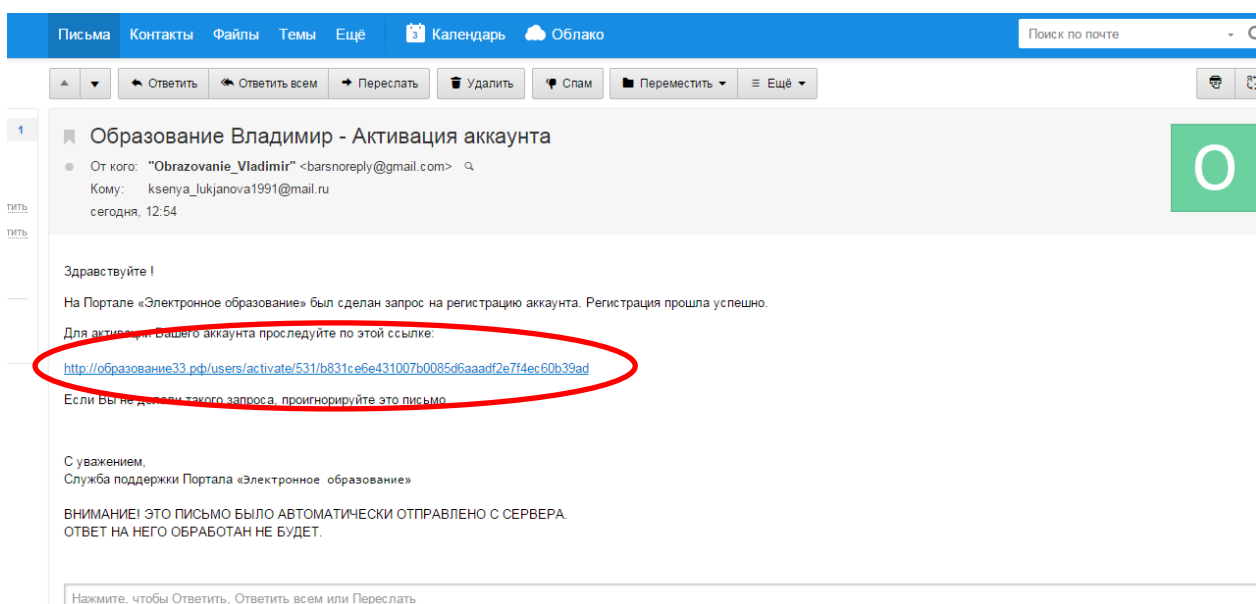 Письма Контакты Файлы Темы Ещё 3 Календарь Облако Поиск по почте
Ответить Ответить всем Переслать Удалить Спам Переместить Ещё
1
Образование Владимир - Активация аккаунта
О
От кого: "Obrazovanie_Vladimir" <barsnoreply@gmail.com>
Кому: ksenya_lukjanova1991@mail.ru
сегодня, 12:54
тить
тить
Здравствуйте !
На Портале «Электронное образование» был сделан запрос на регистрацию аккаунта. Регистрация прошла успешно.
Для активации Вашего аккаунта проследуйте по этой ссылке:
http://образование33.рф/users/activate/531/b831ce6e431007b0085d6aaadf2e7f4ec60b39ad
Если Вы не делали такого запроса, проигнорируйте это письмо.
С уважением,
Служба поддержки Портала «Электронное образование»
ВНИМАНИЕ! ЭТО ПИСЬМО БЫЛО АВТОМАТИЧЕСКИ ОТПРАВЛЕНО С СЕРВЕРА.
ОТВЕТ НА НЕГО ОБРАБОТАН НЕ БУДЕТ.
Нажмите, чтобы Ответить, Ответить всем или Переслать